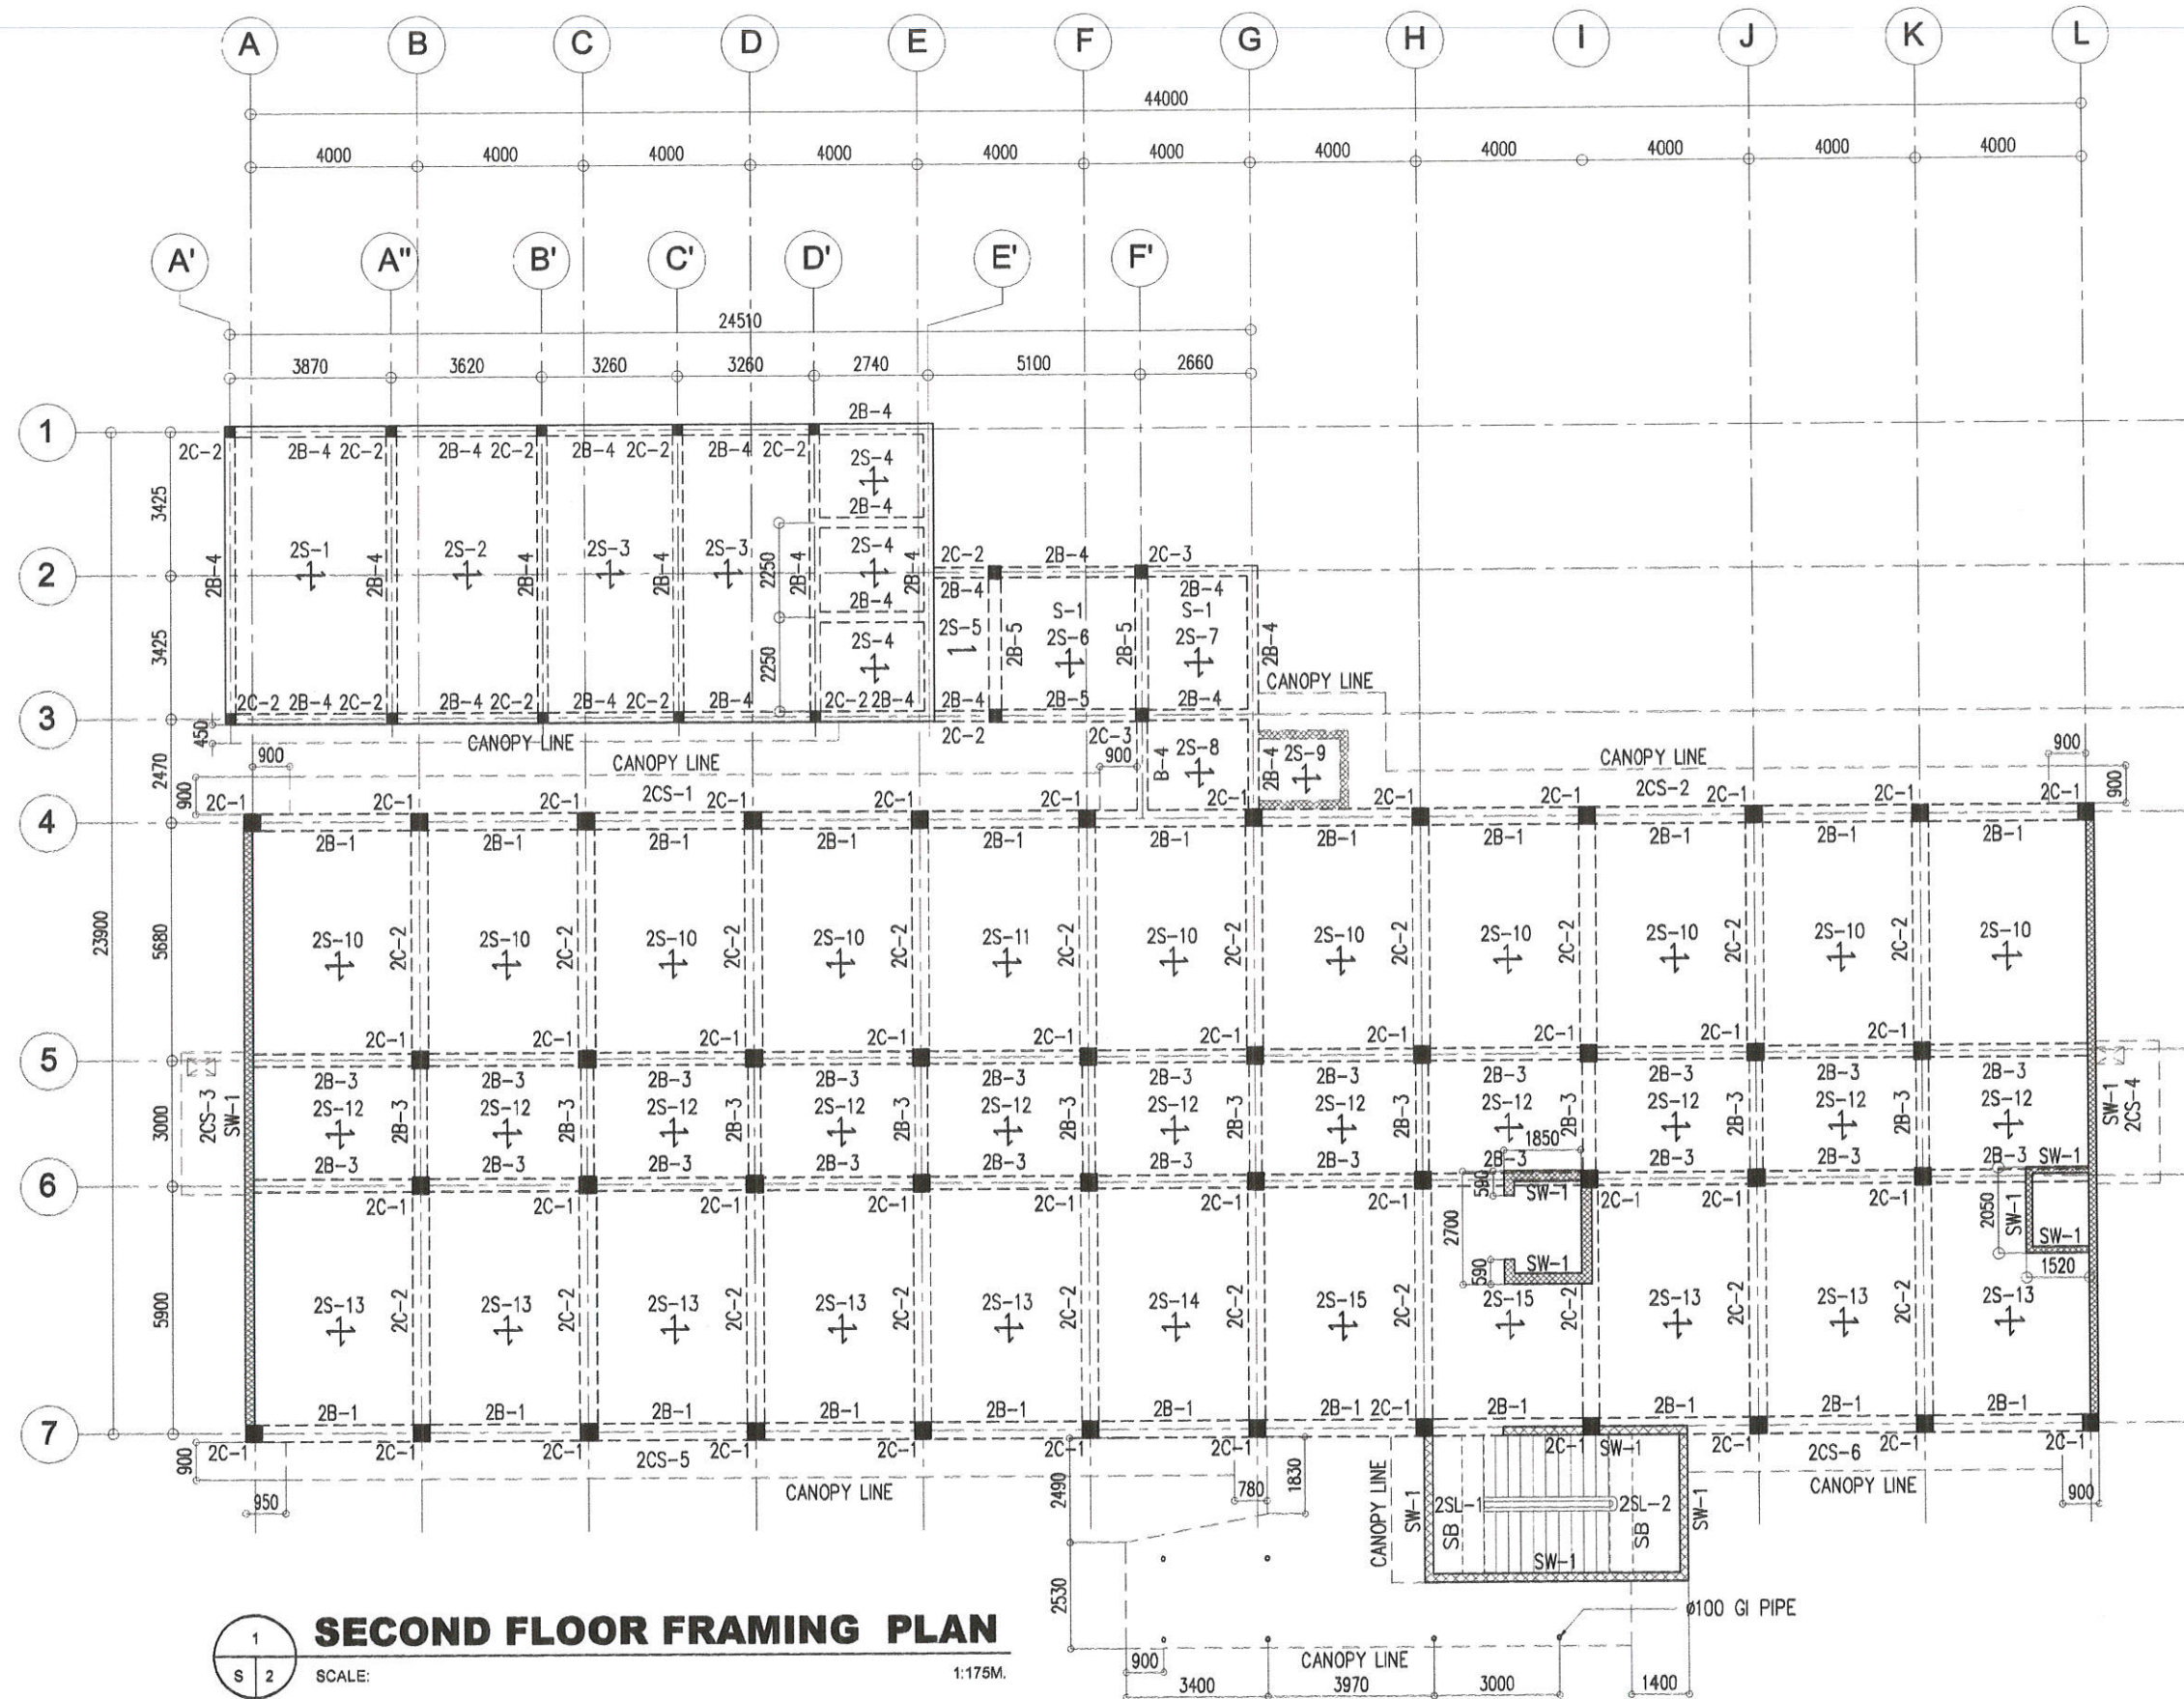 A B C D E F G H I J K L
44000
4000 4000 4000 4000 4000 4000 4000 4000 4000 4000 4000
A' A" B' C' D' E' F'
24510
3870 3620 3260 3260 2740 5100 2660
2B-4
1
2C-2 2B-4 2C-2 2B-4 2C-2 2B-4 2C-2 2B-4 2C-2
2S-4
3425
2B-4
2
2B-4 2S-1 2B-4 2S-2 2B-4 2S-3 2B-4 2S-3 2250 2B-4 2S-4 2B-4 2C-2 2B-4 2C-3
2B-4 2B-4 2B-4
S-1 S-1
3425 2250 2S-4 2S-5 2B-5 2S-6 2B-5 2S-7 2B-4
CANOPY LINE
3
2C-2 2B-4 2C-2 2B-4 2C-2 2B-4 2C-2 2B-4 2C-2 2B-4 2B-4 2B-5 2B-4
450 CANOPY LINE 2C-2 2C-3
2470 900 CANOPY LINE 900 B-4 2S-8 2B-4 2S-9 CANOPY LINE 900
900 2C-1 2C-1 2C-1 2CS-1 2C-1 2C-1 2C-1 2C-1 2C-1 2C-1 2CS-2 2C-1 2C-1 2C-1 900
4
2B-1 2B-1 2B-1 2B-1 2B-1 2B-1 2B-1 2B-1 2B-1 2B-1 2B-1
23900 5680
2S-10 2C-2 2S-10 2C-2 2S-10 2C-2 2S-10 2C-2 2S-11 2C-2 2S-10 2C-2 2S-10 2C-2 2S-10 2C-2 2S-10 2C-2 2S-10 2C-2 2S-10
2C-1 2C-1 2C-1 2C-1 2C-1 2C-1 2C-1 2C-1 2C-1 2C-1
5
2B-3 2B-3 2B-3 2B-3 2B-3 2B-3 2B-3 2B-3 2B-3 2B-3 2B-3
3000 2CS-3 SW-1 2S-12 2B-3 2S-12 2B-3 2S-12 2B-3 2S-12 2B-3 2S-12 2B-3 2S-12 2B-3 2S-12 2B-3 2S-12 2B-3 2S-12 2B-3 2S-12 2B-3 2S-12 SW-1 2CS-4
1850
2B-3 2B-3 2B-3 2B-3 2B-3 2B-3 2B-3 2B-3 2B-3 2B-3 2B-3 SW-1
6
2C-1 2C-1 2C-1 2C-1 2C-1 2C-1 2C-1 590 SW-1 2C-1 2C-1 2C-1
2700 2050 SW-1 SW-1
590 SW-1 1520
5900
2S-13 2C-2 2S-13 2C-2 2S-13 2C-2 2S-13 2C-2 2S-13 2C-2 2S-14 2C-2 2S-15 2C-2 2S-15 2C-2 2S-13 2C-2 2S-13 2C-2 2S-13
2B-1 2B-1 2B-1 2B-1 2B-1 2B-1 2B-1 2C-1 2B-1 2B-1 2B-1 2B-1
7
900 2C-1 2C-1 2C-1 2CS-5 2C-1 2C-1 2C-1 2C-1 2C-1 SW-1 2C-1 2CS-6 2C-1 2C-1
950 CANOPY LINE 2490 780 1830 CANOPY LINE SW-1 2SL-1 SB 2SL-2 SB SW-1 CANOPY LINE 900
SW-1
2530
ø100 GI PIPE
1 SECOND FLOOR FRAMING PLAN
S 2 SCALE: 1:175M.
900 CANOPY LINE
3400 3970 3000 1400